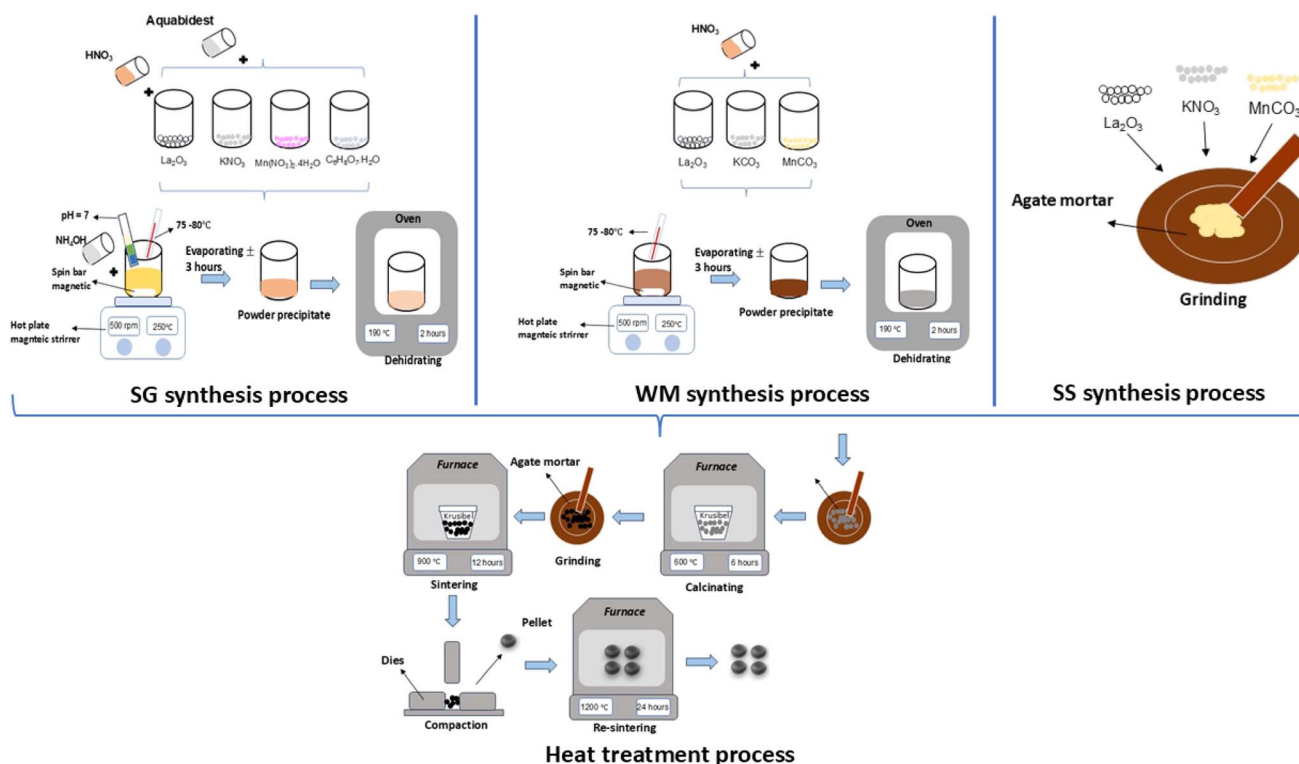 Aquabidest
HNO₃
+
+
La₂O₃
KNO₃
Mn(NO₃)₂.4H₂O
C₆H₈O₇.H₂O
pH = 7
NH₄OH
75 -80°C
+
Spin bar
magnetic
Hot plate
magnteic strirrer
500 rpm
250°C
Evaporating ±
3 hours
Powder precipitate
Oven
190 °C
2 hours
Dehidrating
SG synthesis process
HNO₃
+
La₂O₃
KCO₃
MnCO₃
75 -80°C
Spin bar
magnetic
Hot plate
magnteic stirrer
500 rpm
250°C
Evaporating ±
3 hours
Powder precipitate
Oven
190 °C
2 hours
Dehidrating
WM synthesis process
La₂O₃
KNO₃
MnCO₃
Agate mortar
Grinding
SS synthesis process
Furnace
Krusibel
900 °C
12 hours
Sintering
Agate mortar
Grinding
Furnace
Krusibel
600 °C
6 hours
Calcinating
Dies
Compaction
Pellet
Furnace
1200 °C
24 hours
Re-sintering
Heat treatment process